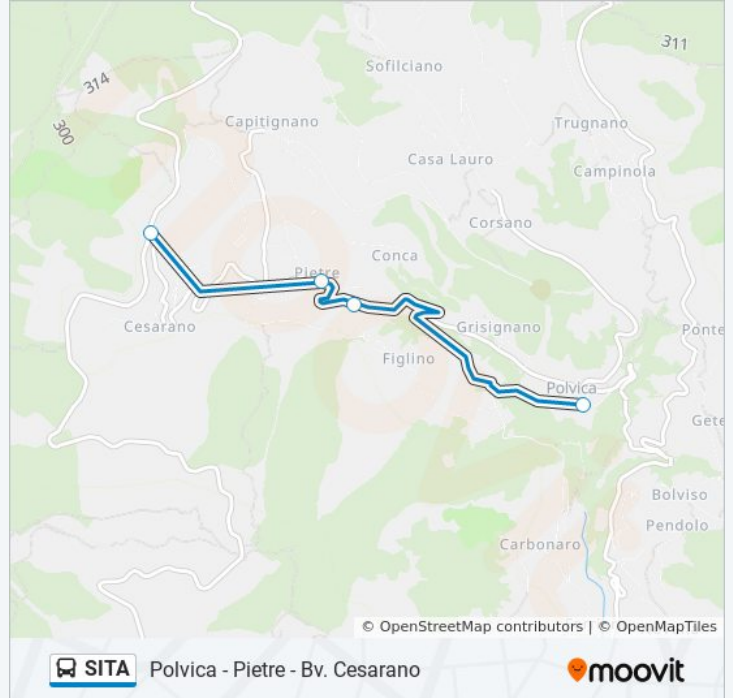 311
Sofilciano
314
300
Capitignano
Trugnano
Casa Lauro
Campinola
Corsano
Conca
Pietre
Cesarano
Grisignano
Ponte
Figlino
Polvica
Gete
Bolviso
Pendolo
Carbonaro
© OpenStreetMap contributors | © OpenMapTiles
SITA Polvica - Pietre - Bv. Cesarano
moovit